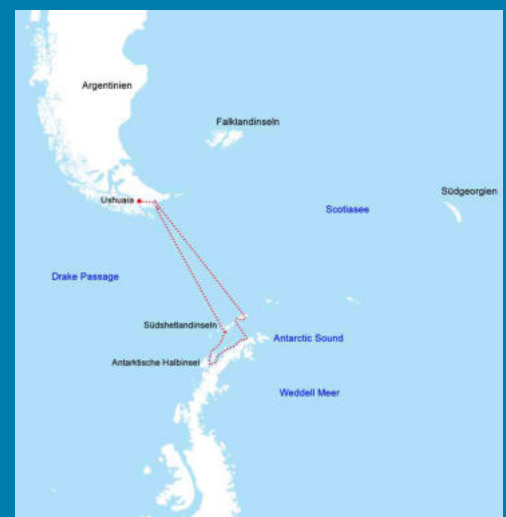 Argentinien
Falklandinseln
Südgeorgien
Ushuaia
Scotiasee
Drake Passage
Südshetlandinseln
Antarctic Sound
Antarktische Halbinsel
Weddell Meer